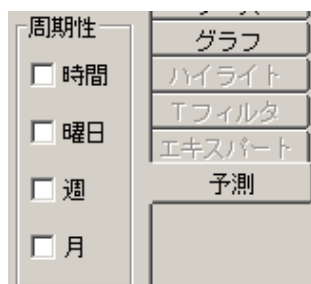 周期性
時間
曜日
週
月
グラフ
ハイライト
Tフィルタ
エキスパート
予測